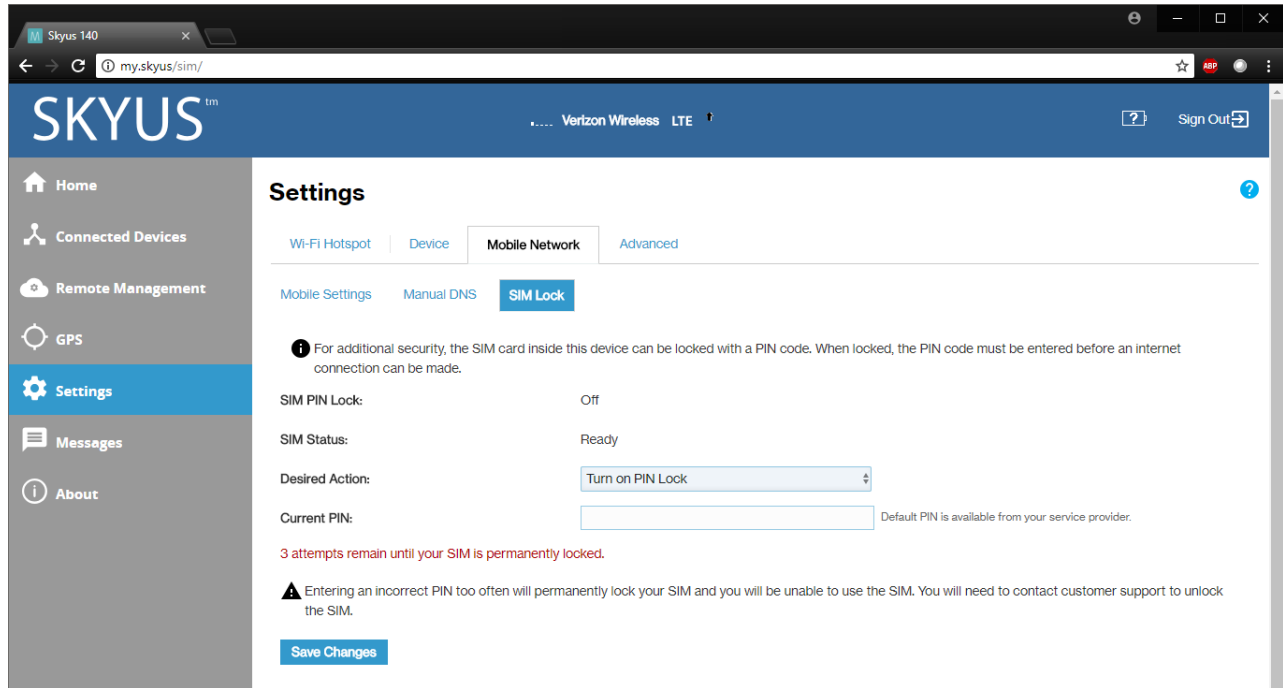 Skyus 140
my.skyus/sim/
ABP
SKYUS™
Verizon Wireless LTE
Sign Out
Home
Connected Devices
Remote Management
GPS
Settings
Messages
About
Settings
Wi-Fi Hotspot Device Mobile Network Advanced
Mobile Settings Manual DNS SIM Lock
For additional security, the SIM card inside this device can be locked with a PIN code. When locked, the PIN code must be entered before an internet
connection can be made.
SIM PIN Lock: Off
SIM Status: Ready
Desired Action: Turn on PIN Lock
Current PIN: Default PIN is available from your service provider.
3 attempts remain until your SIM is permanently locked.
Entering an incorrect PIN too often will permanently lock your SIM and you will be unable to use the SIM. You will need to contact customer support to unlock
the SIM.
Save Changes